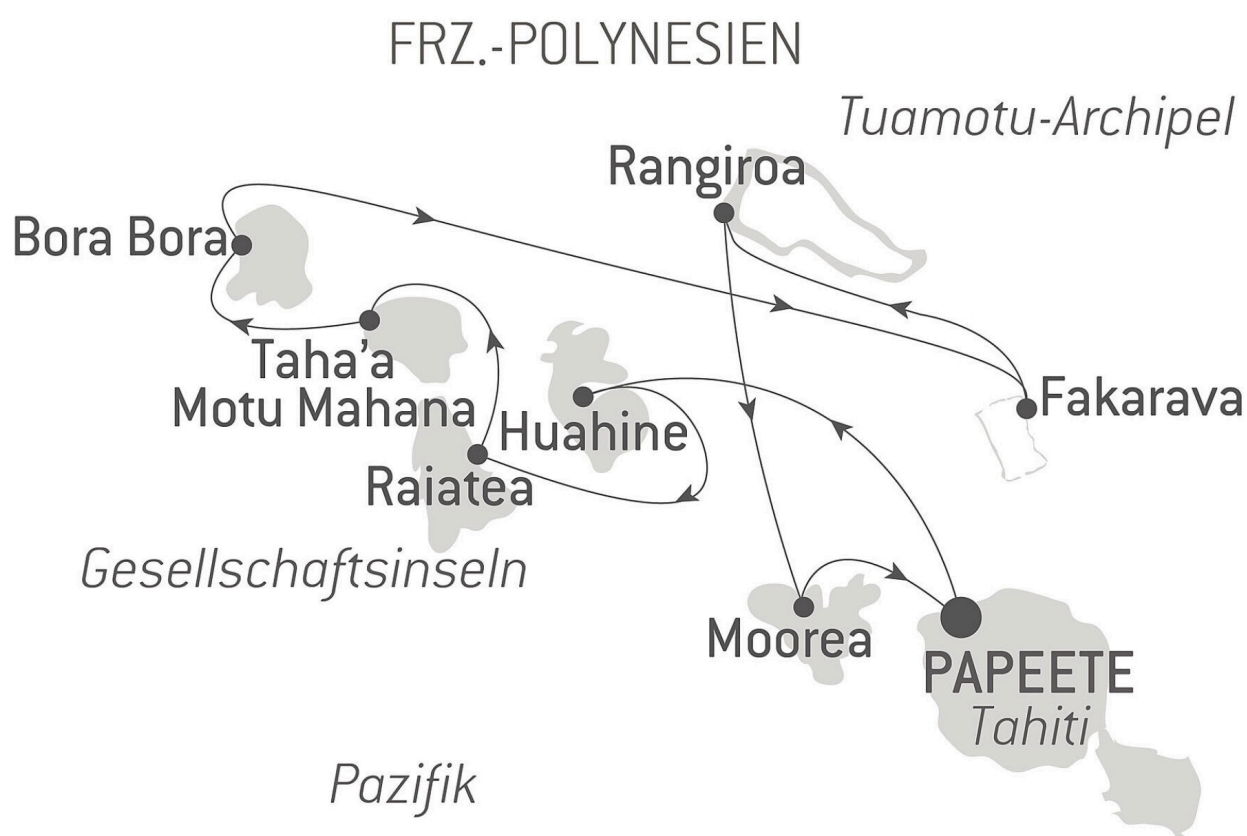 FRZ.-POLYNESIEN
Tuamotu-Archipel
Rangiroa
Bora Bora
Taha'a
Motu Mahana
Fakarava
Huahine
Raiatea
Gesellschaftsinseln
Moorea
PAPEETE
Tahiti
Pazifik